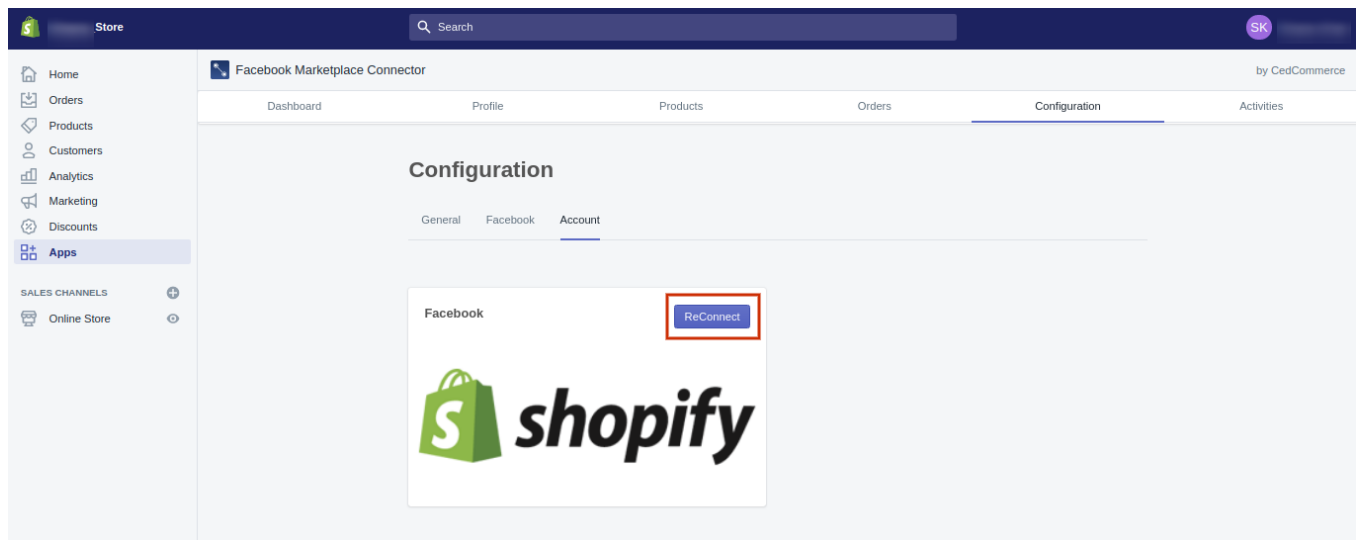 Store
Search
SK
Home
Orders
Products
Customers
Analytics
Marketing
Discounts
Apps
SALES CHANNELS
Online Store
Facebook Marketplace Connector
by CedCommerce
Dashboard Profile Products Orders Configuration Activities
Configuration
General Facebook Account
Facebook
ReConnect
S shopify